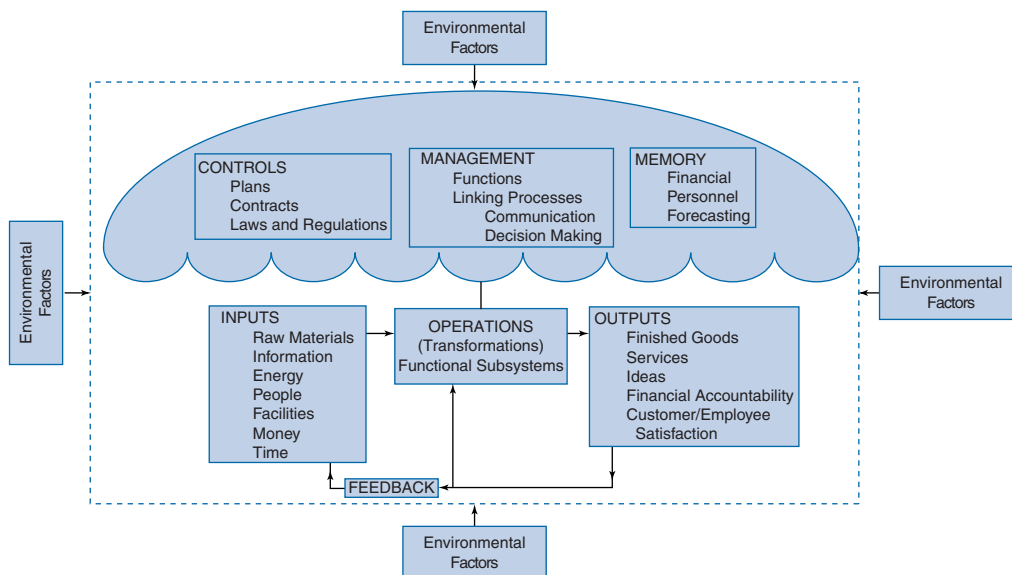 Environmental
Factors
CONTROLS
Plans
Contracts
Laws and Regulations
MANAGEMENT
Functions
Linking Processes
Communication
Decision Making
MEMORY
Financial
Personnel
Forecasting
Environmental
Factors
Environmental
Factors
INPUTS
Raw Materials
Information
Energy
People
Facilities
Money
Time
OPERATIONS
(Transformations)
Functional Subsystems
OUTPUTS
Finished Goods
Services
Ideas
Financial Accountability
Customer/Employee
Satisfaction
FEEDBACK
Environmental
Factors